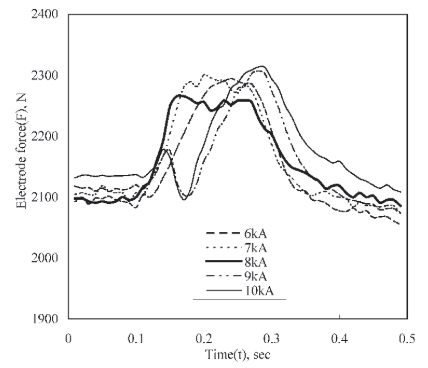 2400
2300
2200
2100
2000
1900
Electrode force(F), N
6kA
7kA
8kA
9kA
10kA
0 0.1 0.2 0.3 0.4 0.5
Time(t), sec